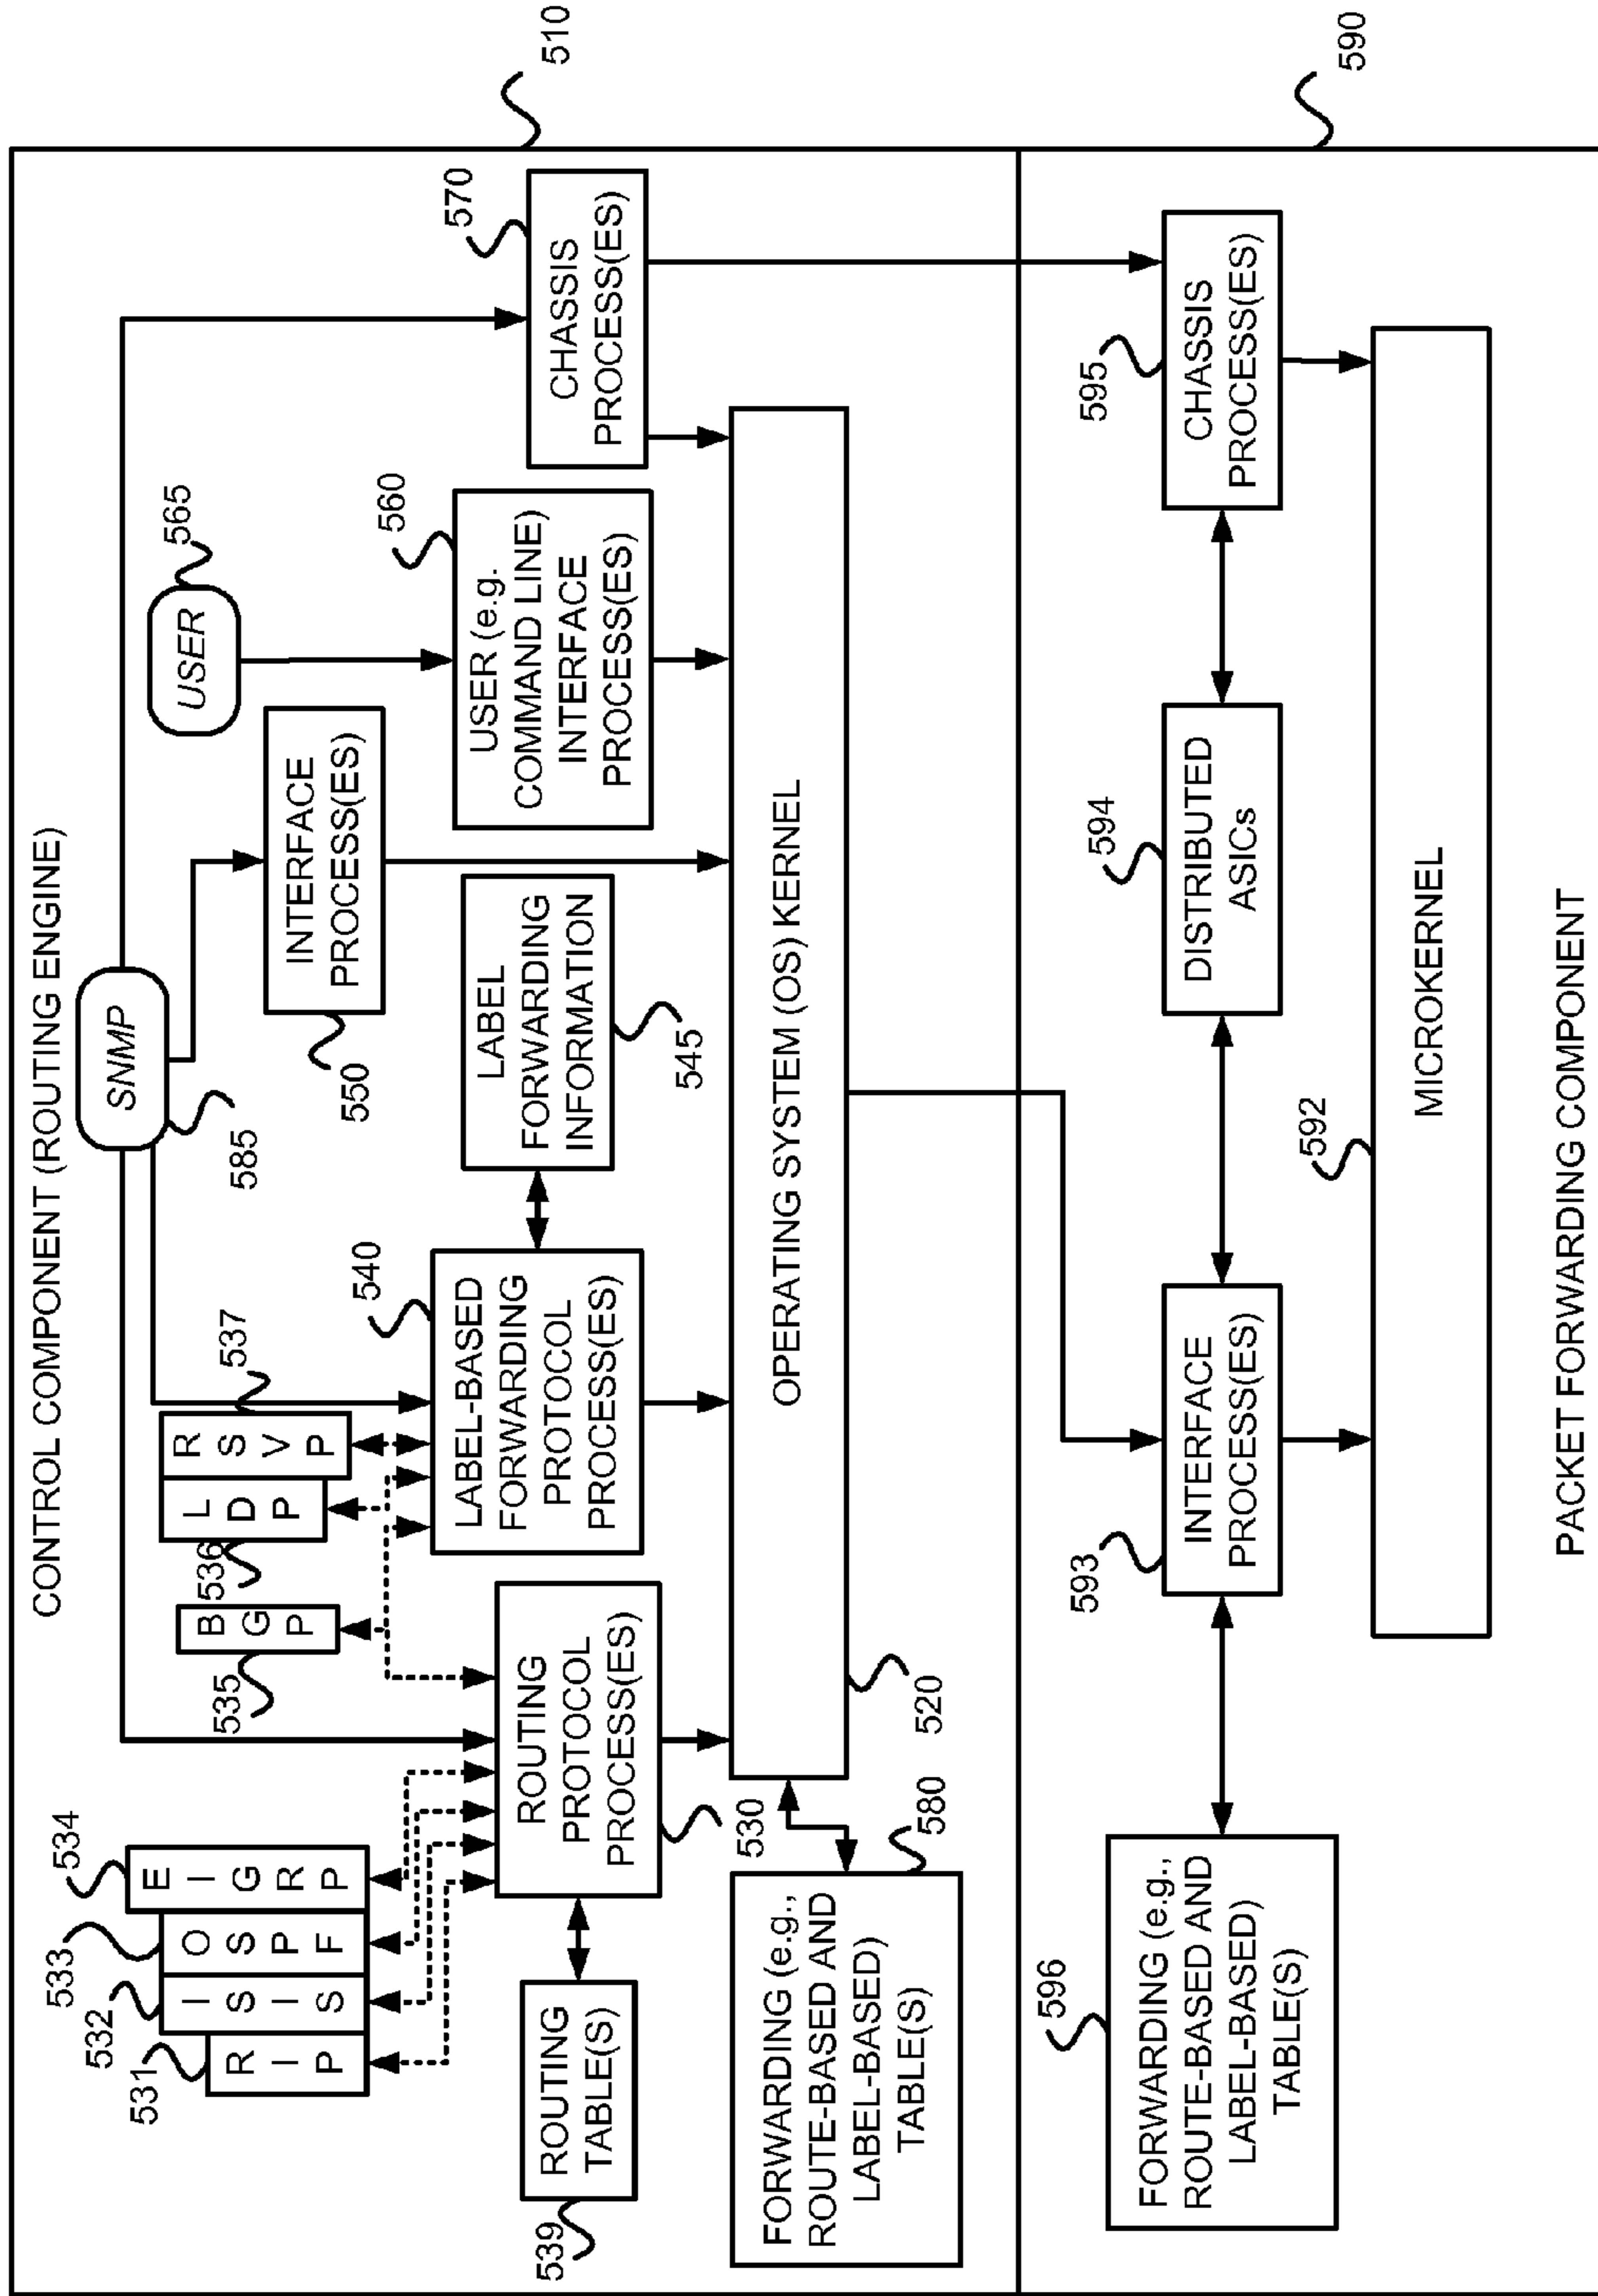 CONTROL COMPONENT (ROUTING ENGINE)
510
SNMP
585
USER
565
534
533
532
531
EIGRP
OSPF
ISIS
RIP
535
BGP
536
LDP
537
RSVP
INTERFACE
PROCESS(ES)
550
540
LABEL-BASED
FORWARDING
PROTOCOL
PROCESS(ES)
LABEL
FORWARDING
INFORMATION
545
560
USER (e.g.
COMMAND LINE)
INTERFACE
PROCESS(ES)
570
CHASSIS
PROCESS(ES)
539
ROUTING
TABLE(S)
ROUTING
PROTOCOL
PROCESS(ES)
530
OPERATING SYSTEM (OS) KERNEL
520
580
FORWARDING (e.g.,
ROUTE-BASED AND
LABEL-BASED)
TABLE(S)
590
596
FORWARDING (e.g.,
ROUTE-BASED AND
LABEL-BASED)
TABLE(S)
593
INTERFACE
PROCESS(ES)
594
DISTRIBUTED
ASICs
595
CHASSIS
PROCESS(ES)
592
MICROKERNEL
PACKET FORWARDING COMPONENT